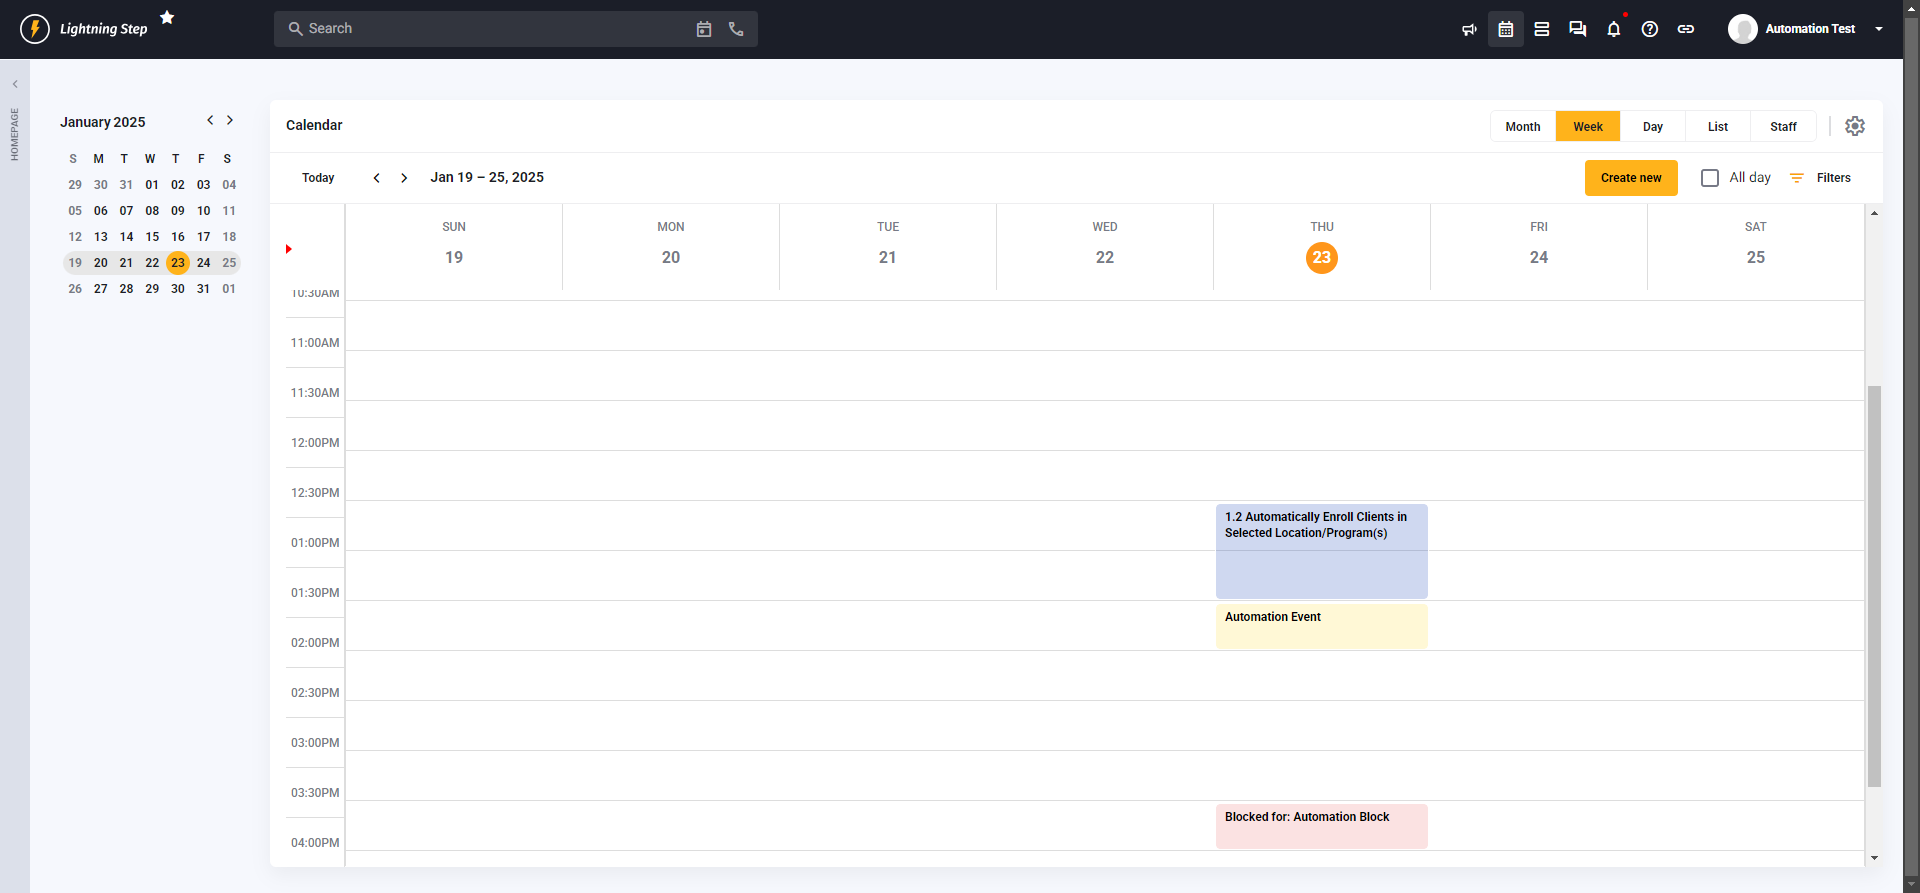 Lightning Step
Search
Automation Test
HOMEPAGE
January 2025
S M T W T F S
29 30 31 01 02 03 04
05 06 07 08 09 10 11
12 13 14 15 16 17 18
19 20 21 22 23 24 25
26 27 28 29 30 31 01
Calendar
Month Week Day List Staff
Today
Jan 19 – 25, 2025
Create new
All day
Filters
SUN MON TUE WED THU FRI SAT
19 20 21 22 23 24 25
10:30AM
11:00AM
11:30AM
12:00PM
12:30PM
1.2 Automatically Enroll Clients in
Selected Location/Program(s)
01:00PM
01:30PM
Automation Event
02:00PM
02:30PM
03:00PM
03:30PM
Blocked for: Automation Block
04:00PM